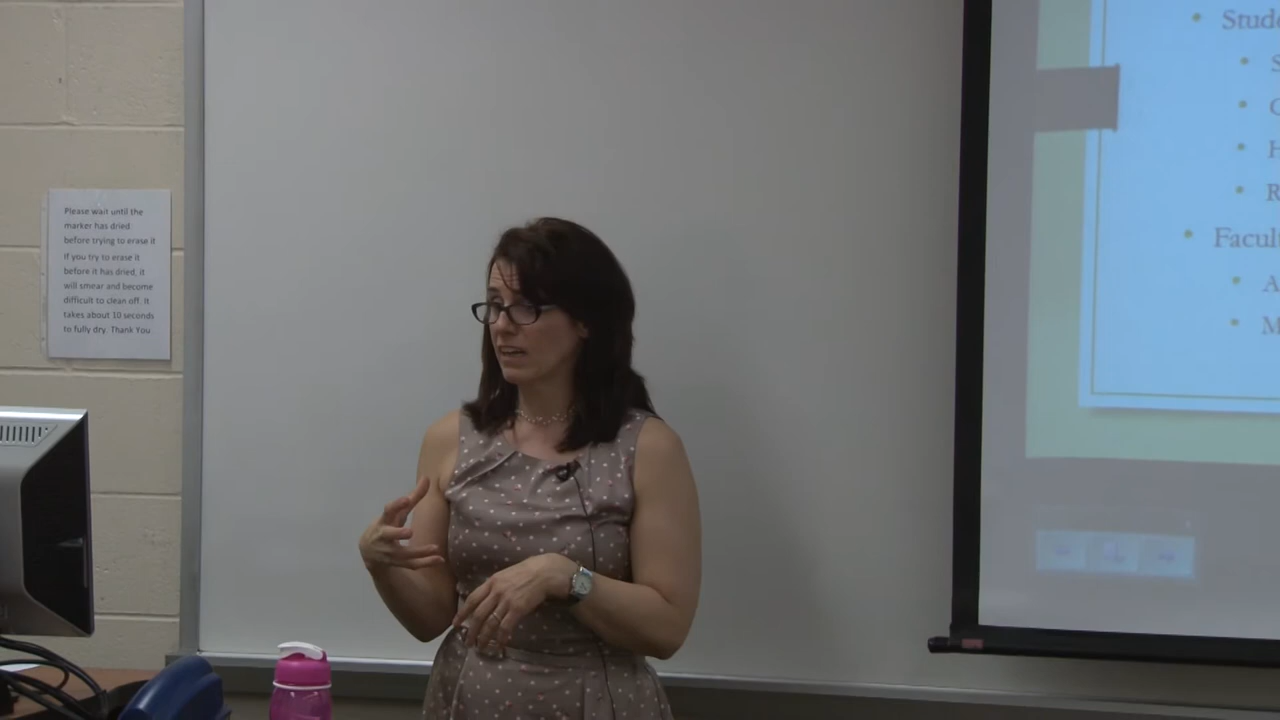 Please wait until the
marker has dried
before trying to erase it
If you try to erase it
before it has dried, it
will smear and become
difficult to clean off. It
takes about 10 seconds
to fully dry. Thank You
Stude
S
C
H
R
Facul
A
M